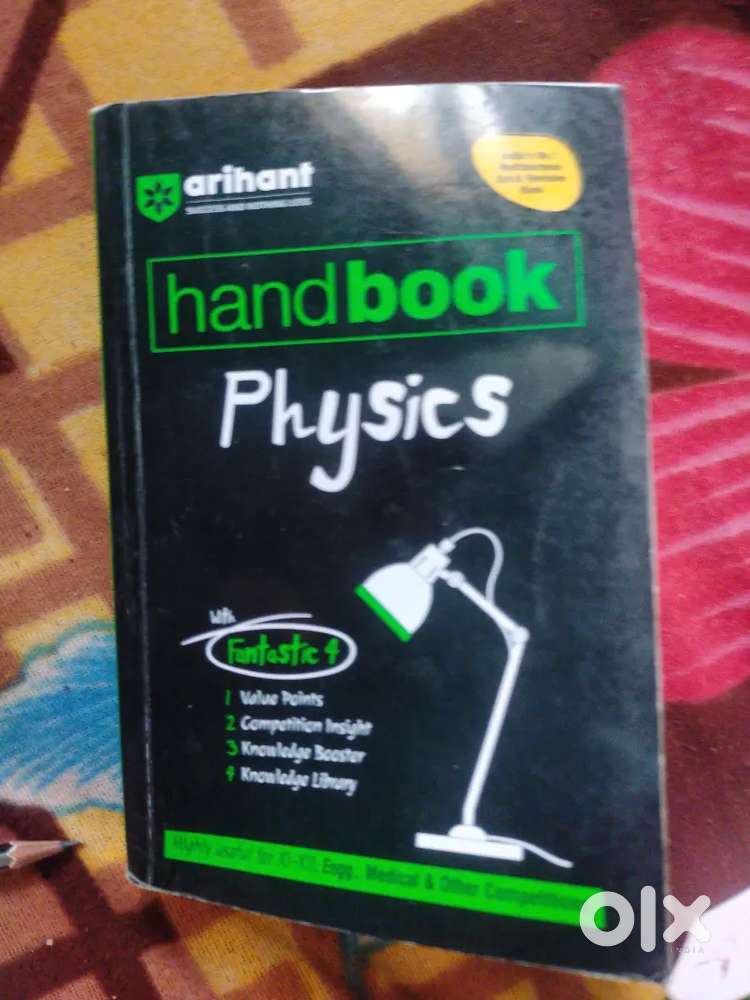 arihant
handbook
Physics
With
Fantastic 4
1 Value Points
2 Competition Insight
3 Knowledge Booster
4 Knowledge Library
Highly useful for XI-XII, Engg., Medical & Other Competitions
olx
INDIA